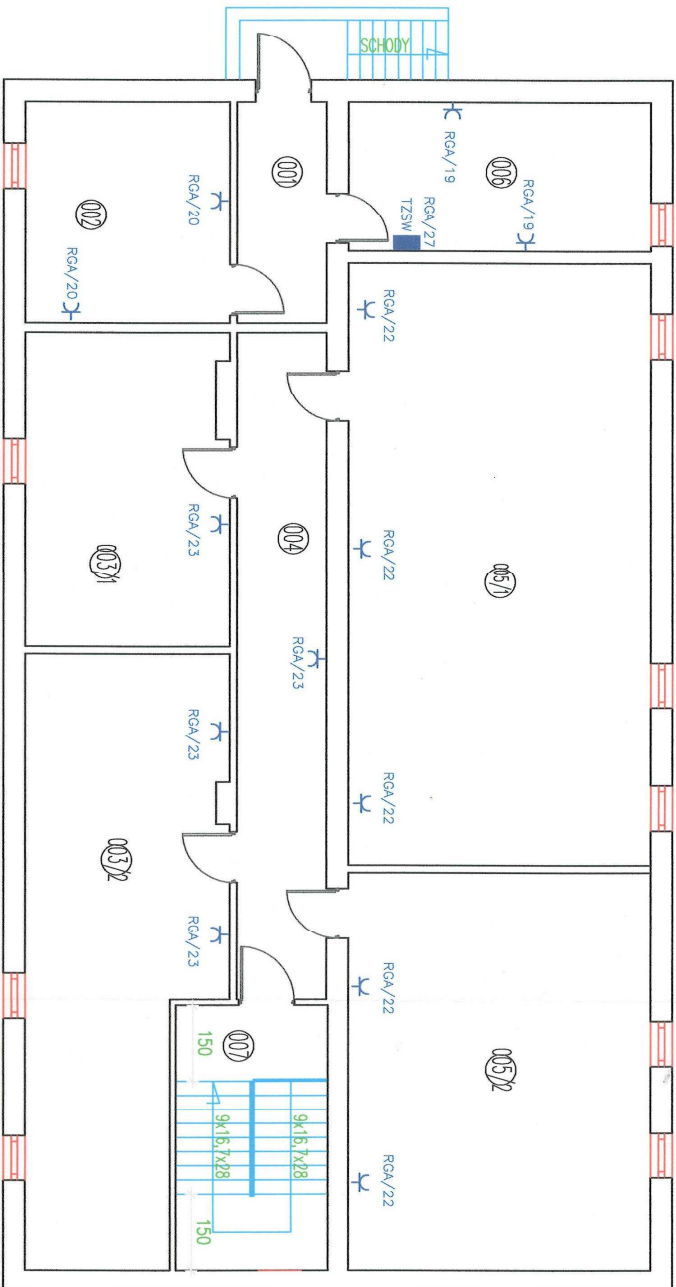 SCHODY
RGA/19
006
RGA/19
RGA/27
TZSW
001
RGA/20
002
RGA/20
RGA/22
005/1
RGA/22
RGA/22
004
RGA/23
RGA/23
003/1
RGA/23
003/2
RGA/23
RGA/22
005/2
RGA/22
007
150
9x16,7x28
9x16,7x28
150